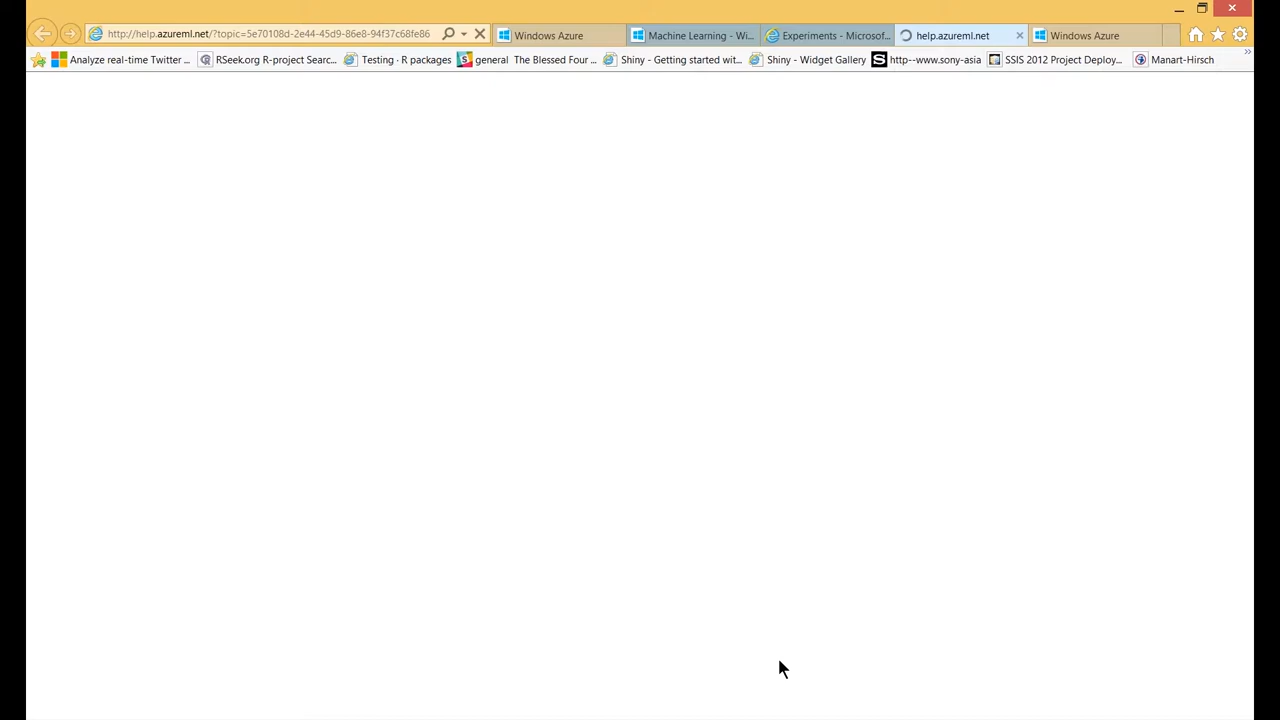 http://help.azureml.net/?topic=5e70108d-2e44-45d9-86e8-94f37c68fe86 Windows Azure Machine Learning - Wi... Experiments - Microsof... help.azureml.net Windows Azure
Analyze real-time Twitter ... RSeek.org R-project Searc... Testing · R packages general The Blessed Four ... Shiny - Getting started wit... Shiny - Widget Gallery http--www.sony-asia SSIS 2012 Project Deploy... Manart-Hirsch